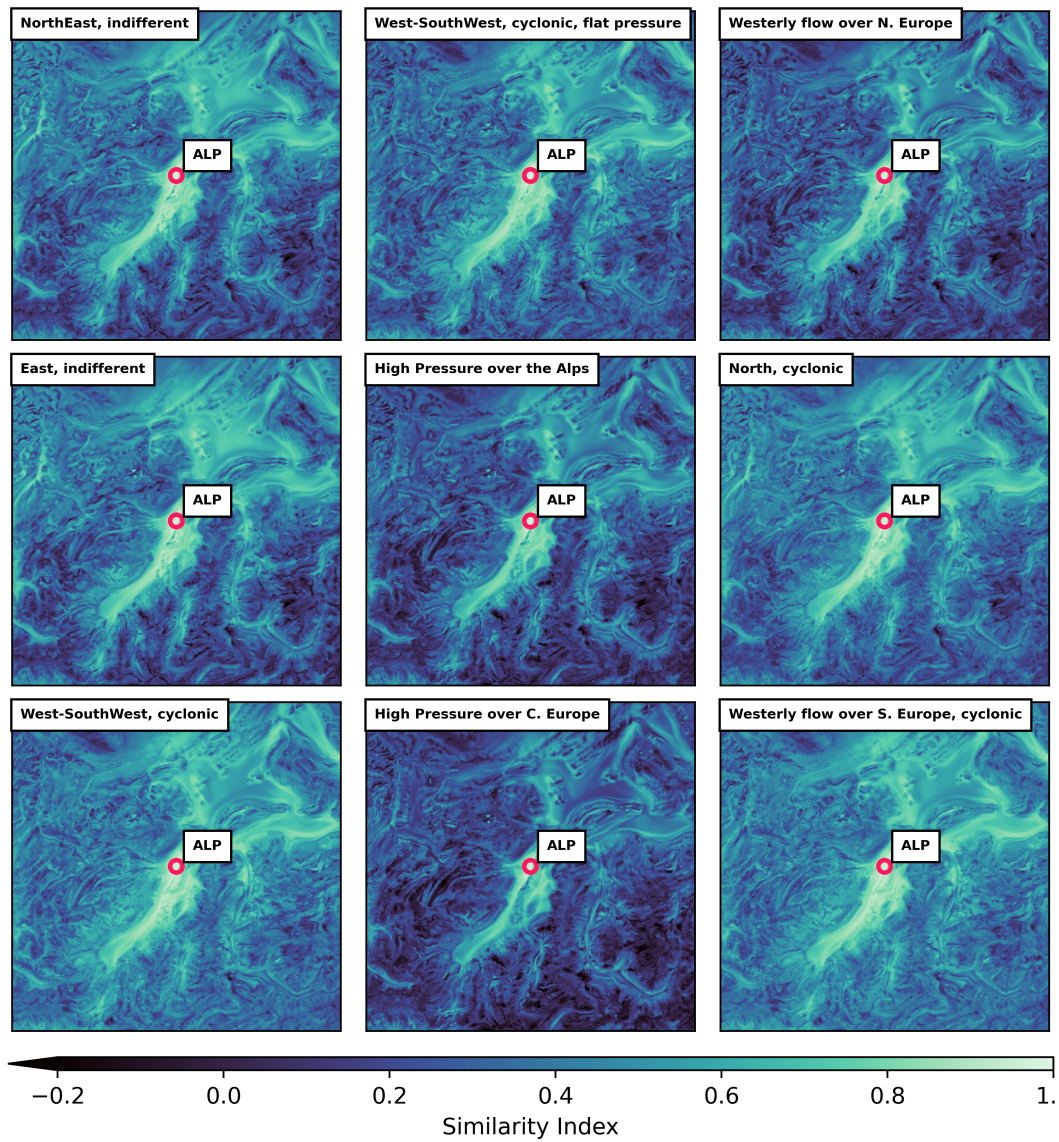 NorthEast, indifferent
West-SouthWest, cyclonic, flat pressure
Westerly flow over N. Europe
ALP
ALP
ALP
East, indifferent
High Pressure over the Alps
North, cyclonic
ALP
ALP
ALP
West-SouthWest, cyclonic
High Pressure over C. Europe
Westerly flow over S. Europe, cyclonic
ALP
ALP
ALP
−0.2 0.0 0.2 0.4 0.6 0.8 1.
Similarity Index